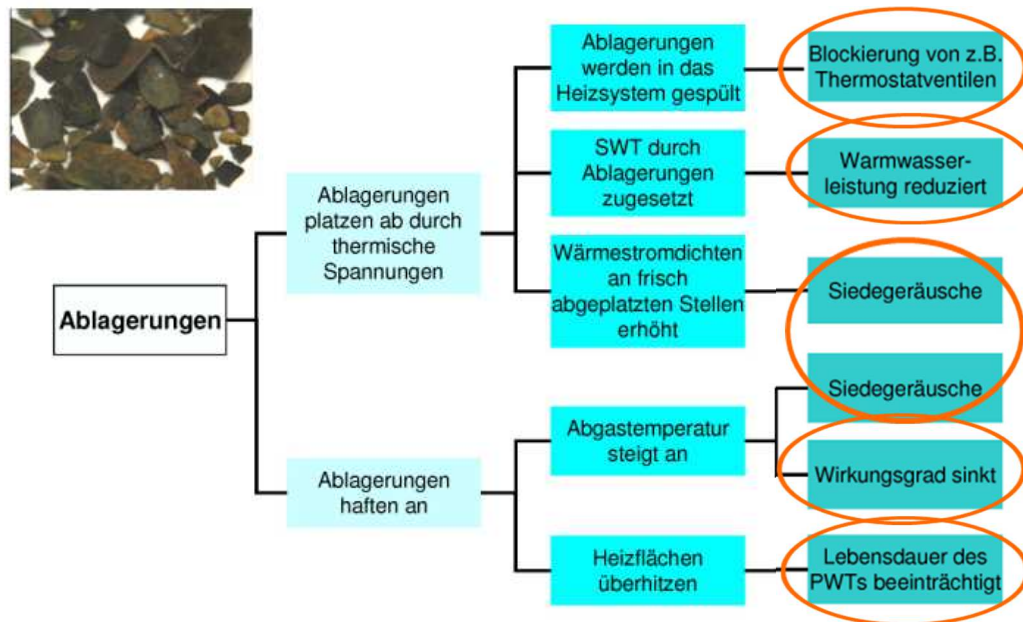 Ablagerungen
werden in das
Heizsystem gespült
Blockierung von z.B.
Thermostatventilen
SWT durch
Ablagerungen
zugesetzt
Warmwasser-
leistung reduziert
Ablagerungen
platzen ab durch
thermische
Spannungen
Wärmestromdichten
an frisch
abgeplatzten Stellen
erhöht
Siedegeräusche
Ablagerungen
Siedegeräusche
Abgastemperatur
steigt an
Wirkungsgrad sinkt
Ablagerungen
haften an
Heizflächen
überhitzen
Lebensdauer des
PWTs beeinträchtigt